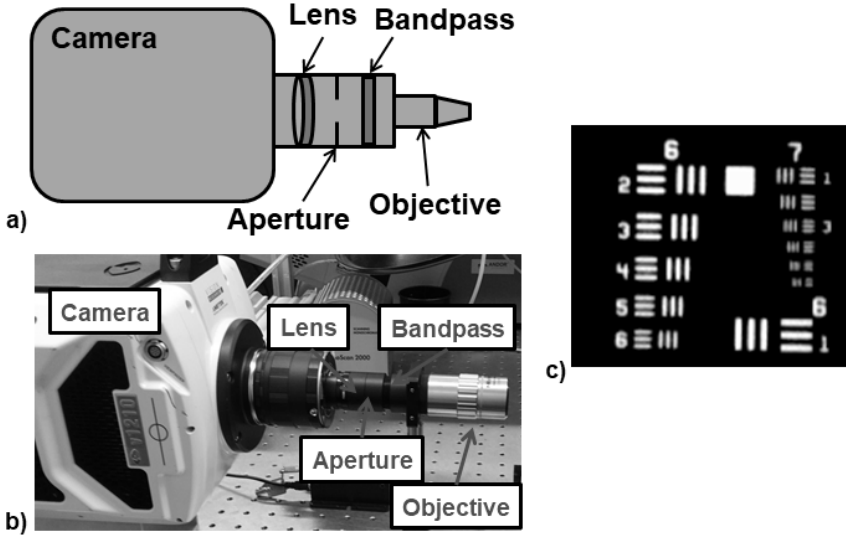 Lens
Bandpass
Camera
Aperture
Objective
a)
Camera
Lens
Bandpass
Aperture
Objective
v1210
b)
6
7
2
1
3
3
4
5
6
6
1
c)